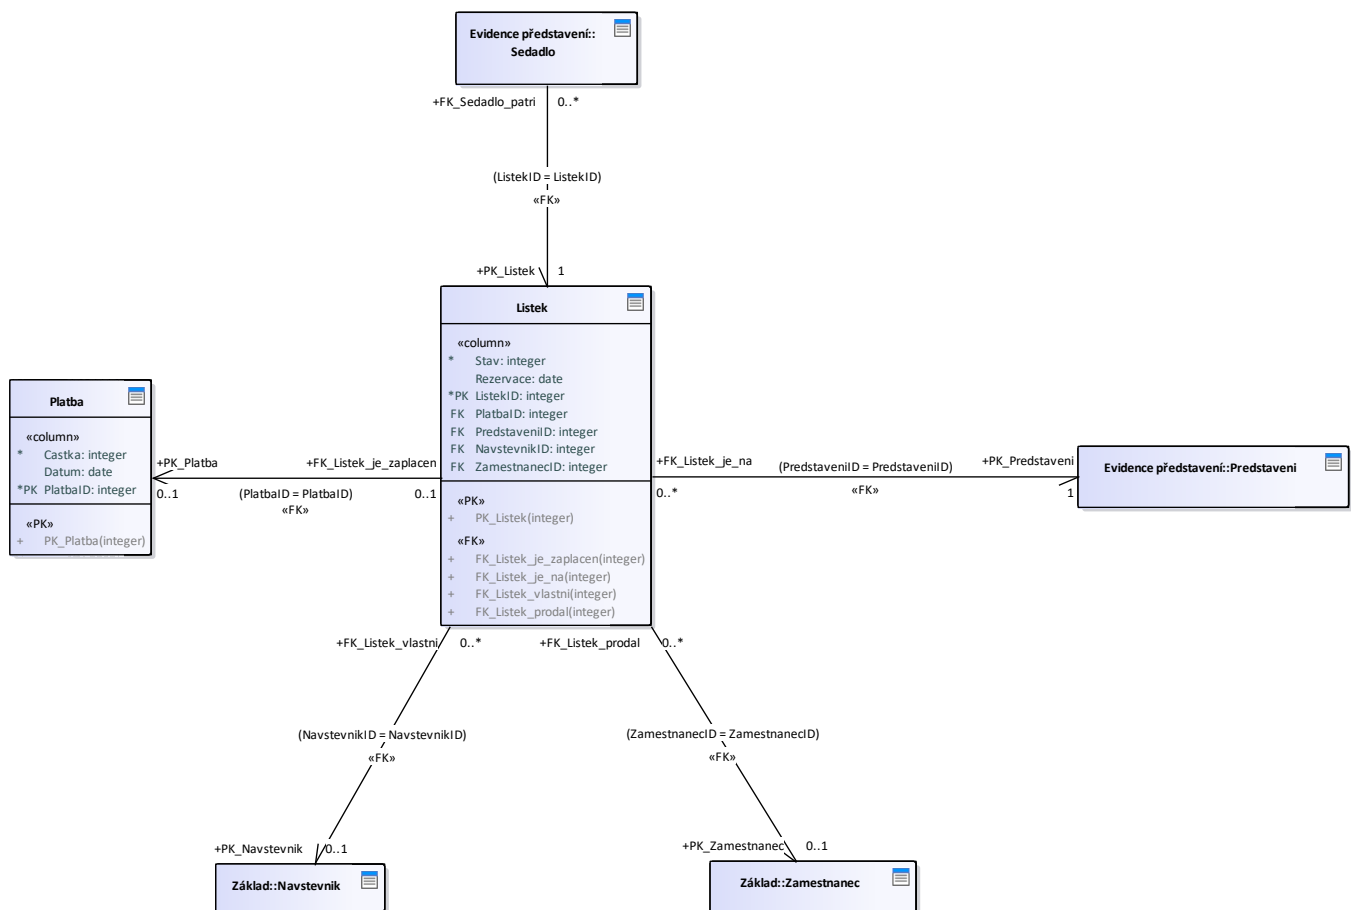 Evidence představení::
Sedadlo
+FK_Sedadlo_patri
0..*
(ListekID = ListekID)
«FK»
+PK_Listek
1
Listek
«column»
* Stav: integer
Rezervace: date
*PK ListekID: integer
FK PlatbaID: integer
FK PredstaveniID: integer
FK NavstevnikID: integer
FK ZamestnanecID: integer
«PK»
+ PK_Listek(integer)
«FK»
+ FK_Listek_je_zaplacen(integer)
+ FK_Listek_je_na(integer)
+ FK_Listek_vlastni(integer)
+ FK_Listek_prodal(integer)
Platba
«column»
* Castka: integer
Datum: date
*PK PlatbaID: integer
«PK»
+ PK_Platba(integer)
+PK_Platba
+FK_Listek_je_zaplacen
0..1
(PlatbaID = PlatbaID)
0..1
«FK»
+FK_Listek_je_na
(PredstaveniID = PredstaveniID)
+PK_Predstaveni
0..*
«FK»
1
Evidence představení::Predstaveni
+FK_Listek_vlastni
0..*
+FK_Listek_prodal
0..*
(NavstevnikID = NavstevnikID)
«FK»
(ZamestnanecID = ZamestnanecID)
«FK»
+PK_Navstevnik
0..1
+PK_Zamestnanec
0..1
Základ::Navstevnik
Základ::Zamestnanec